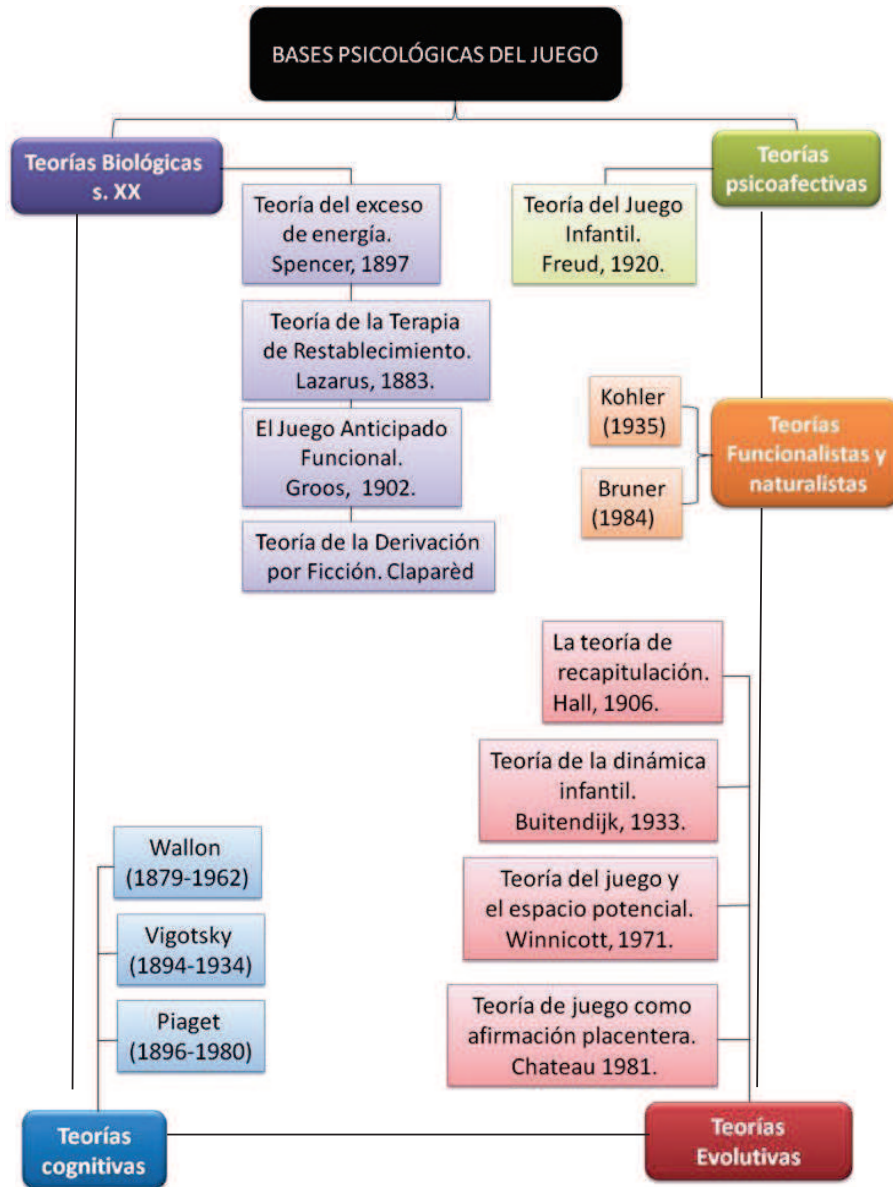 BASES PSICOLÓGICAS DEL JUEGO
Teorías Biológicas
s. XX
Teoría del exceso
de energía.
Spencer, 1897
Teoría de la Terapia
de Restablecimiento.
Lazarus, 1883.
El Juego Anticipado
Funcional.
Groos, 1902.
Teoría de la Derivación
por Ficción. Claparèd
Teorías
psicoafectivas
Teoría del Juego
Infantil.
Freud, 1920.
Teorías
Funcionalistas y
naturalistas
Kohler
(1935)
Bruner
(1984)
La teoría de
recapitulación.
Hall, 1906.
Teoría de la dinámica
infantil.
Buitendijk, 1933.
Teoría del juego y
el espacio potencial.
Winnicott, 1971.
Teoría de juego como
afirmación placentera.
Chateau 1981.
Teorías
Evolutivas
Wallon
(1879-1962)
Vigotsky
(1894-1934)
Piaget
(1896-1980)
Teorías
cognitivas